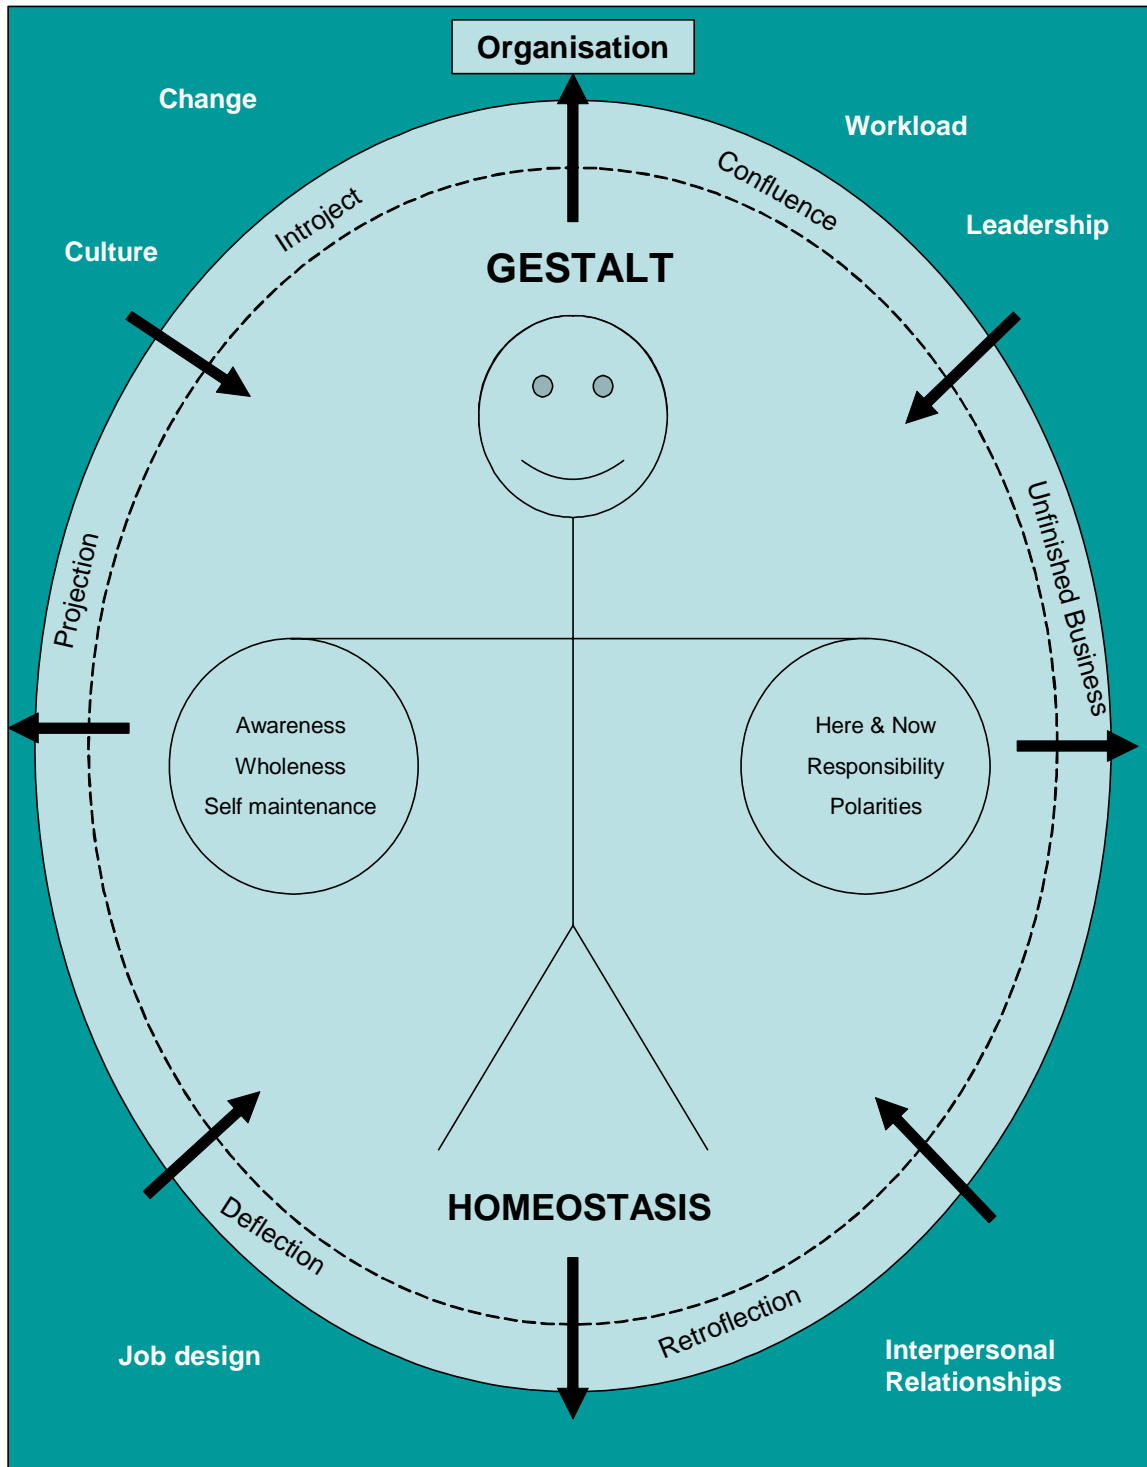 Organisation
Change
Workload
Introject
Confluence
Culture
Leadership
GESTALT
Projection
Unfinished Business
Awareness
Wholeness
Self maintenance
Here & Now
Responsibility
Polarities
HOMEOSTASIS
Deflection
Retroflection
Job design
Interpersonal
Relationships